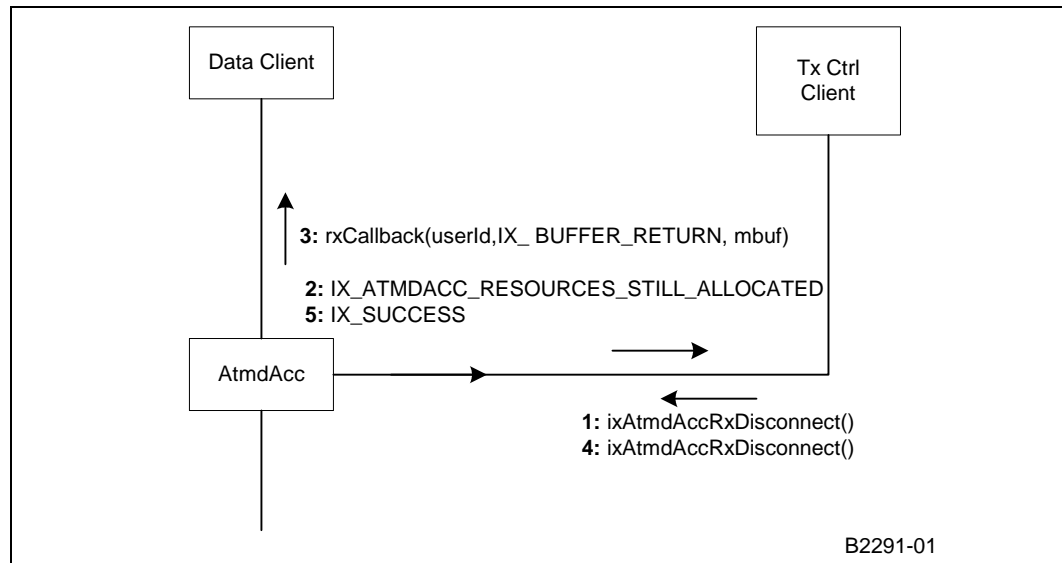 Data Client
Tx Ctrl
Client
3: rxCallback(userId,IX_ BUFFER_RETURN, mbuf)
2: IX_ATMDACC_RESOURCES_STILL_ALLOCATED
5: IX_SUCCESS
AtmdAcc
1: ixAtmdAccRxDisconnect()
4: ixAtmdAccRxDisconnect()
B2291-01